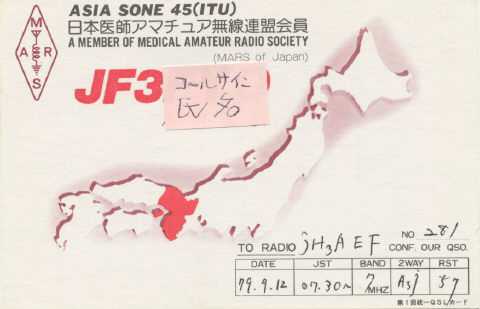 ASIA SONE 45(ITU)
日本医師アマチュア無線連盟会員
A MEMBER OF MEDICAL AMATEUR RADIO SOCIETY
(MARS of Japan)
M
A R
S
JF3
コールサイン
NO 281
TO RADIO JH3AEF CONF. OUR QSO.
DATE JST BAND 2WAY RST
79.9.12 07.30~ 7 MHZ A3J 57
第1回統一QSLカード